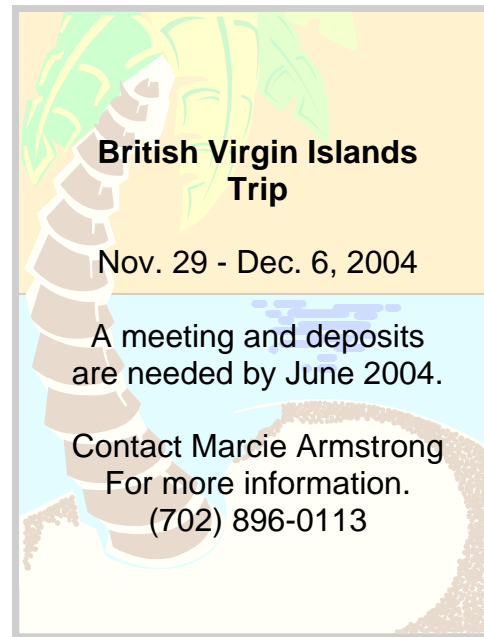 British Virgin Islands
Trip
Nov. 29 - Dec. 6, 2004
A meeting and deposits
are needed by June 2004.
Contact Marcie Armstrong
For more information.
(702) 896-0113